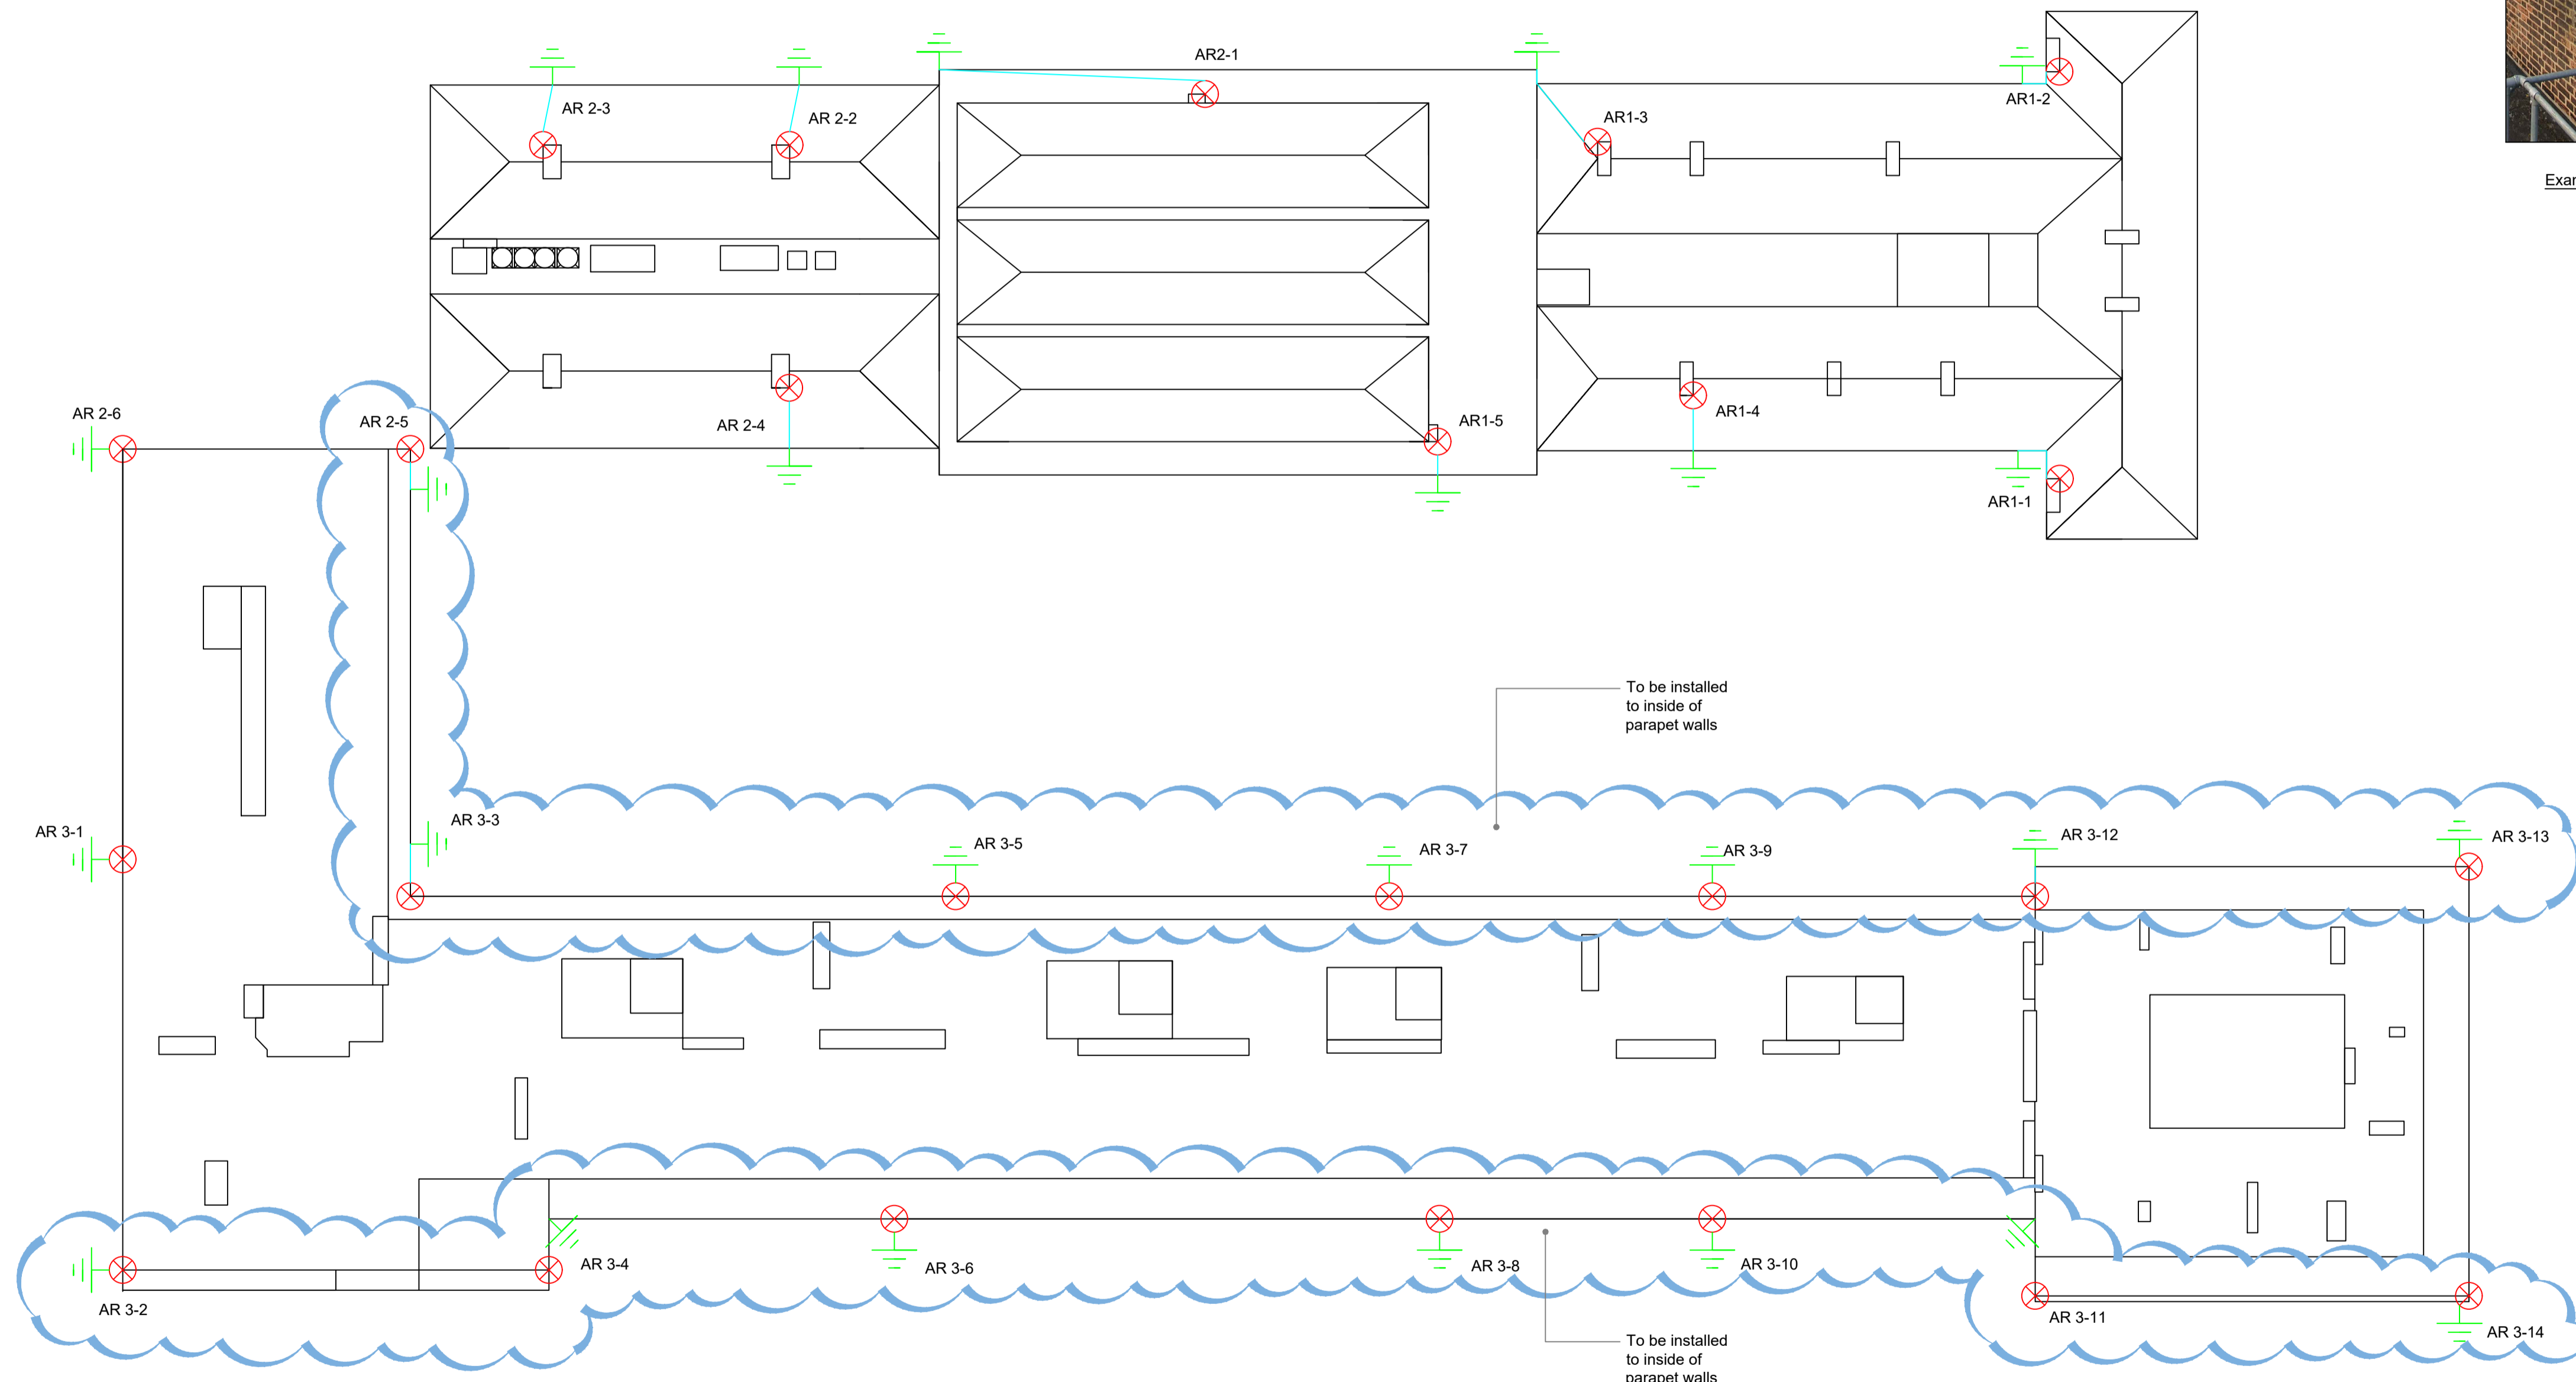 AR2-1
AR 2-3
AR 2-2
AR1-3
AR1-2
AR 2-6
AR 2-5
AR 2-4
AR1-5
AR1-4
AR1-1
To be installed
to inside of
parapet walls
AR 3-1
AR 3-3
AR 3-5
AR 3-7
AR 3-9
AR 3-12
AR 3-13
AR 3-2
AR 3-4
AR 3-6
AR 3-8
AR 3-10
AR 3-11
AR 3-14
To be installed
to inside of
parapet walls